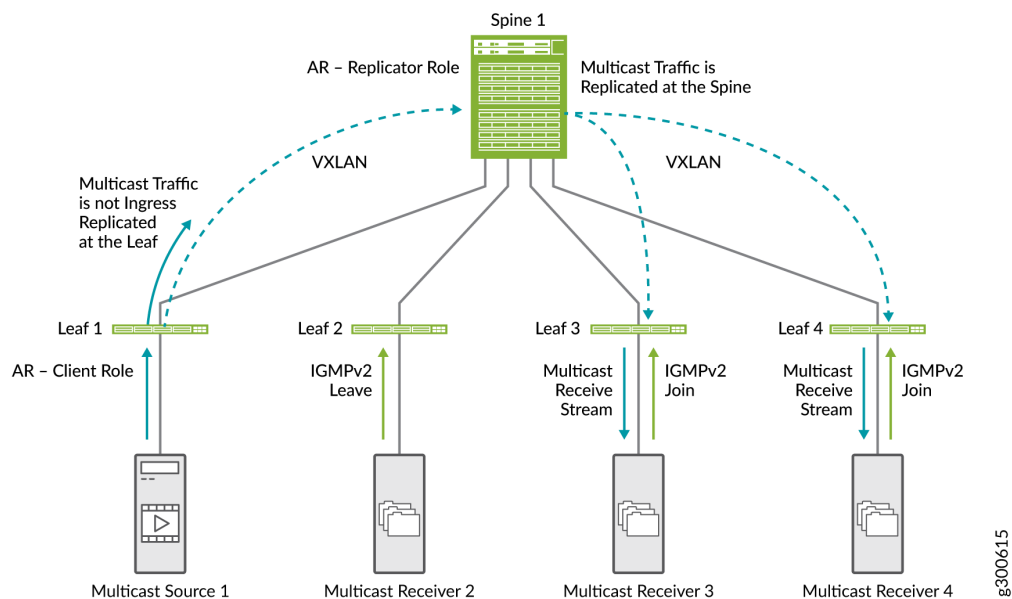 Spine 1
AR – Replicator Role
Multicast Traffic is
Replicated at the Spine
VXLAN
VXLAN
Multicast Traffic
is not Ingress
Replicated
at the Leaf
Leaf 1
Leaf 2
Leaf 3
Leaf 4
AR – Client Role
IGMPv2
Leave
Multicast
Receive
Stream
IGMPv2
Join
Multicast
Receive
Stream
IGMPv2
Join
Multicast Source 1
Multicast Receiver 2
Multicast Receiver 3
Multicast Receiver 4
g300615